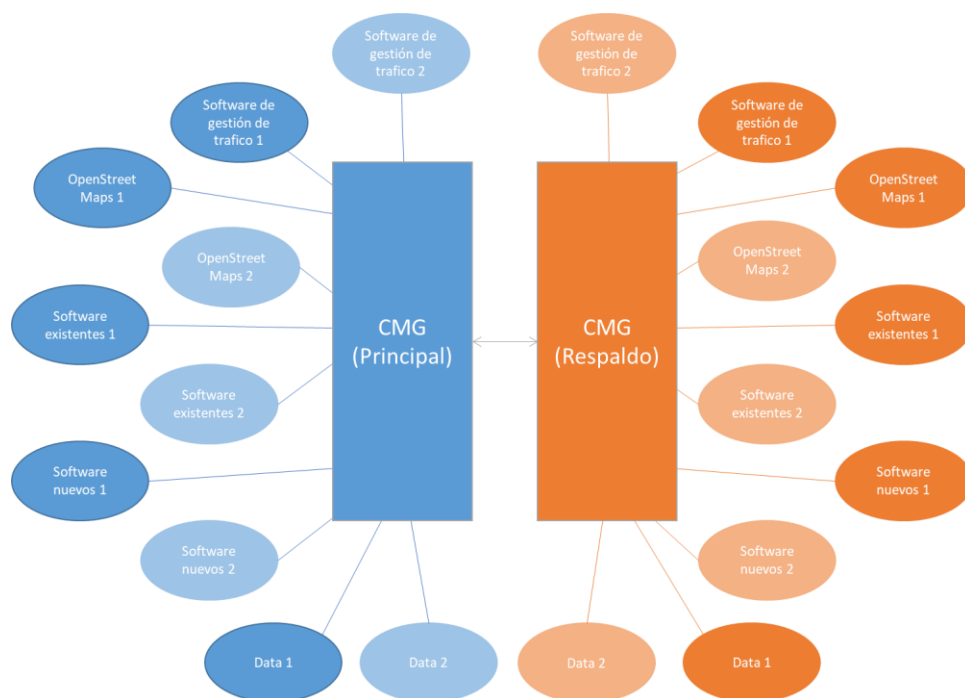 Software de
gestión de
trafico 2
Software de
gestión de
trafico 2
Software de
gestión de
trafico 1
Software de
gestión de
trafico 1
OpenStreet
Maps 1
OpenStreet
Maps 1
OpenStreet
Maps 2
OpenStreet
Maps 2
Software
existentes 1
CMG
(Principal)
CMG
(Respaldo)
Software
existentes 1
Software
existentes 2
Software
existentes 2
Software
nuevos 1
Software
nuevos 1
Software
nuevos 2
Software
nuevos 2
Data 1
Data 2
Data 2
Data 1